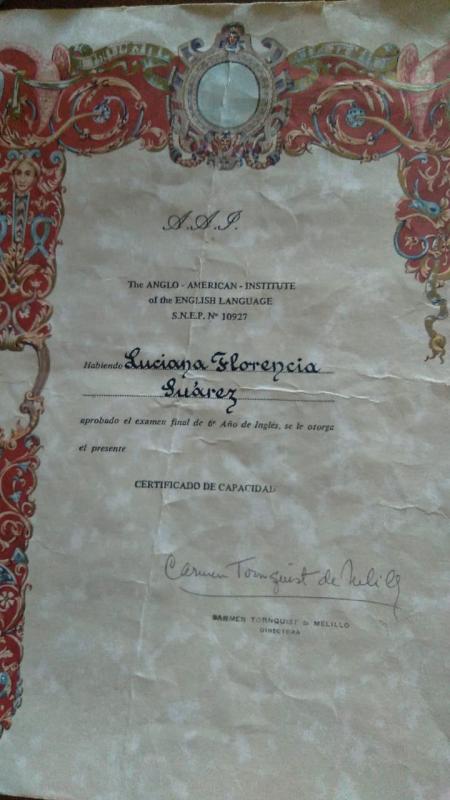 A.A.I.
The ANGLO - AMERICAN - INSTITUTE
of the ENGLISH LANGUAGE
S.N.E.P. Nº 10927
Habiendo Luciana Florencia
Suárez
aprobado el examen final de 6º Año de Inglés, se le otorga
el presente
CERTIFICADO DE CAPACIDAD
Carmen Tornquist de Melillo
CARMEN TORNQUIST D MELILLO
DIRECTORA